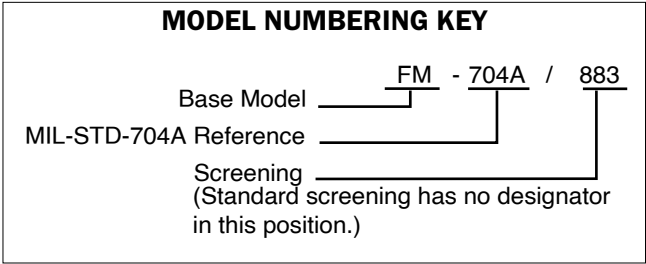 MODEL NUMBERING KEY
FM - 704A / 883
Base Model
MIL-STD-704A Reference
Screening
(Standard screening has no designator
in this position.)